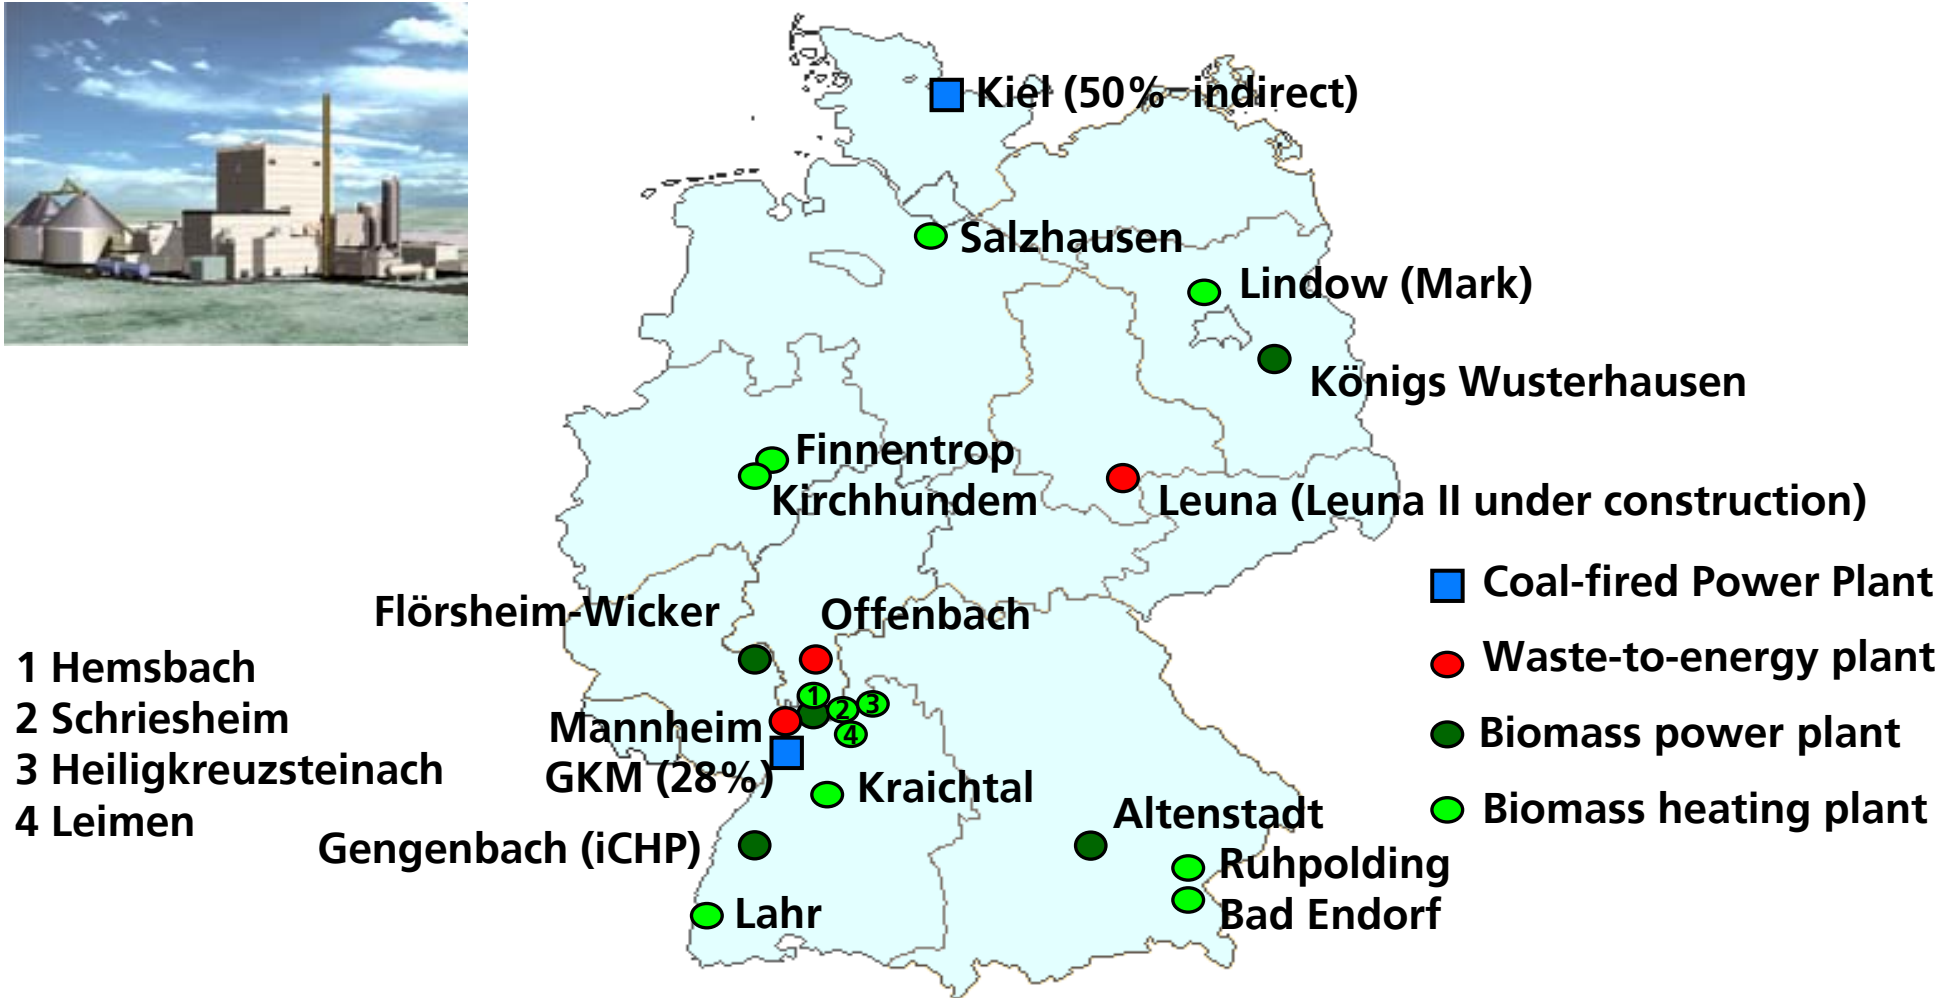 Kiel (50%–indirect)
Salzhausen
Lindow (Mark)
Königs Wusterhausen
Finnentrop
Kirchhundem
Leuna (Leuna II under construction)
Flörsheim-Wicker
Offenbach
1 Hemsbach
2 Schriesheim
3 Heiligkreuzsteinach
4 Leimen
1
2
3
4
Mannheim
GKM (28%)
Kraichtal
Gengenbach (iCHP)
Altenstadt
Ruhpolding
Bad Endorf
Lahr
Coal-fired Power Plant
Waste-to-energy plant
Biomass power plant
Biomass heating plant